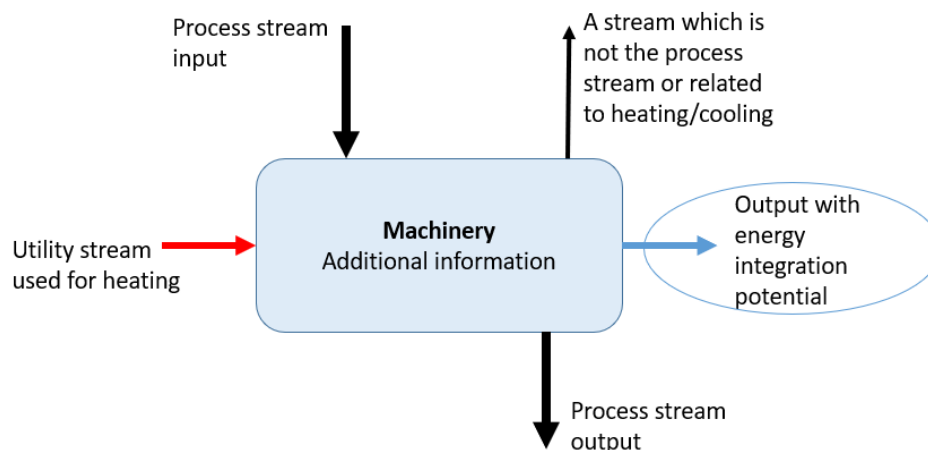 Process stream
input
A stream which is
not the process
stream or related
to heating/cooling
Machinery
Additional information
Utility stream
used for heating
Output with
energy
integration
potential
Process stream
output